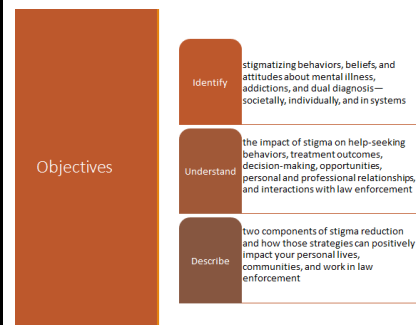 Objectives
Identify
stigmatizing behaviors, beliefs, and
attitudes about mental illness,
addictions, and dual diagnosis—
societally, individually, and in systems
Understand
the impact of stigma on help-seeking
behaviors, treatment outcomes,
decision-making, opportunities,
personal and professional relationships,
and interactions with law enforcement
Describe
two components of stigma reduction
and how those strategies can positively
impact your personal lives,
communities, and work in law
enforcement